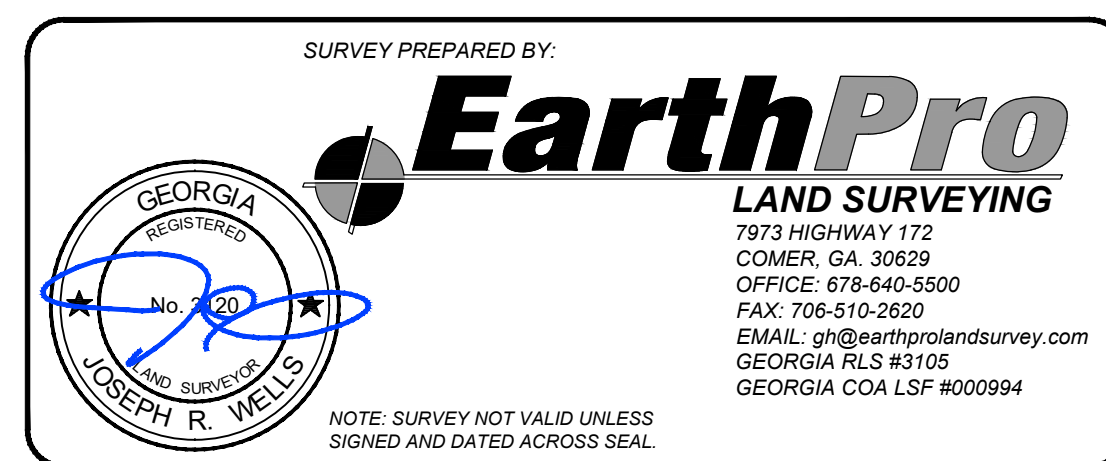 SURVEY PREPARED BY:
EarthPro
LAND SURVEYING
7973 HIGHWAY 172
COMER, GA. 30629
OFFICE: 678-640-5500
FAX: 706-510-2620
EMAIL: gh@earthprolandsurvey.com
GEORGIA RLS #3105
GEORGIA COA LSF #000994
GEORGIA
REGISTERED
No. 3120
LAND SURVEYOR
JOSEPH R. WELLS
NOTE: SURVEY NOT VALID UNLESS
SIGNED AND DATED ACROSS SEAL.